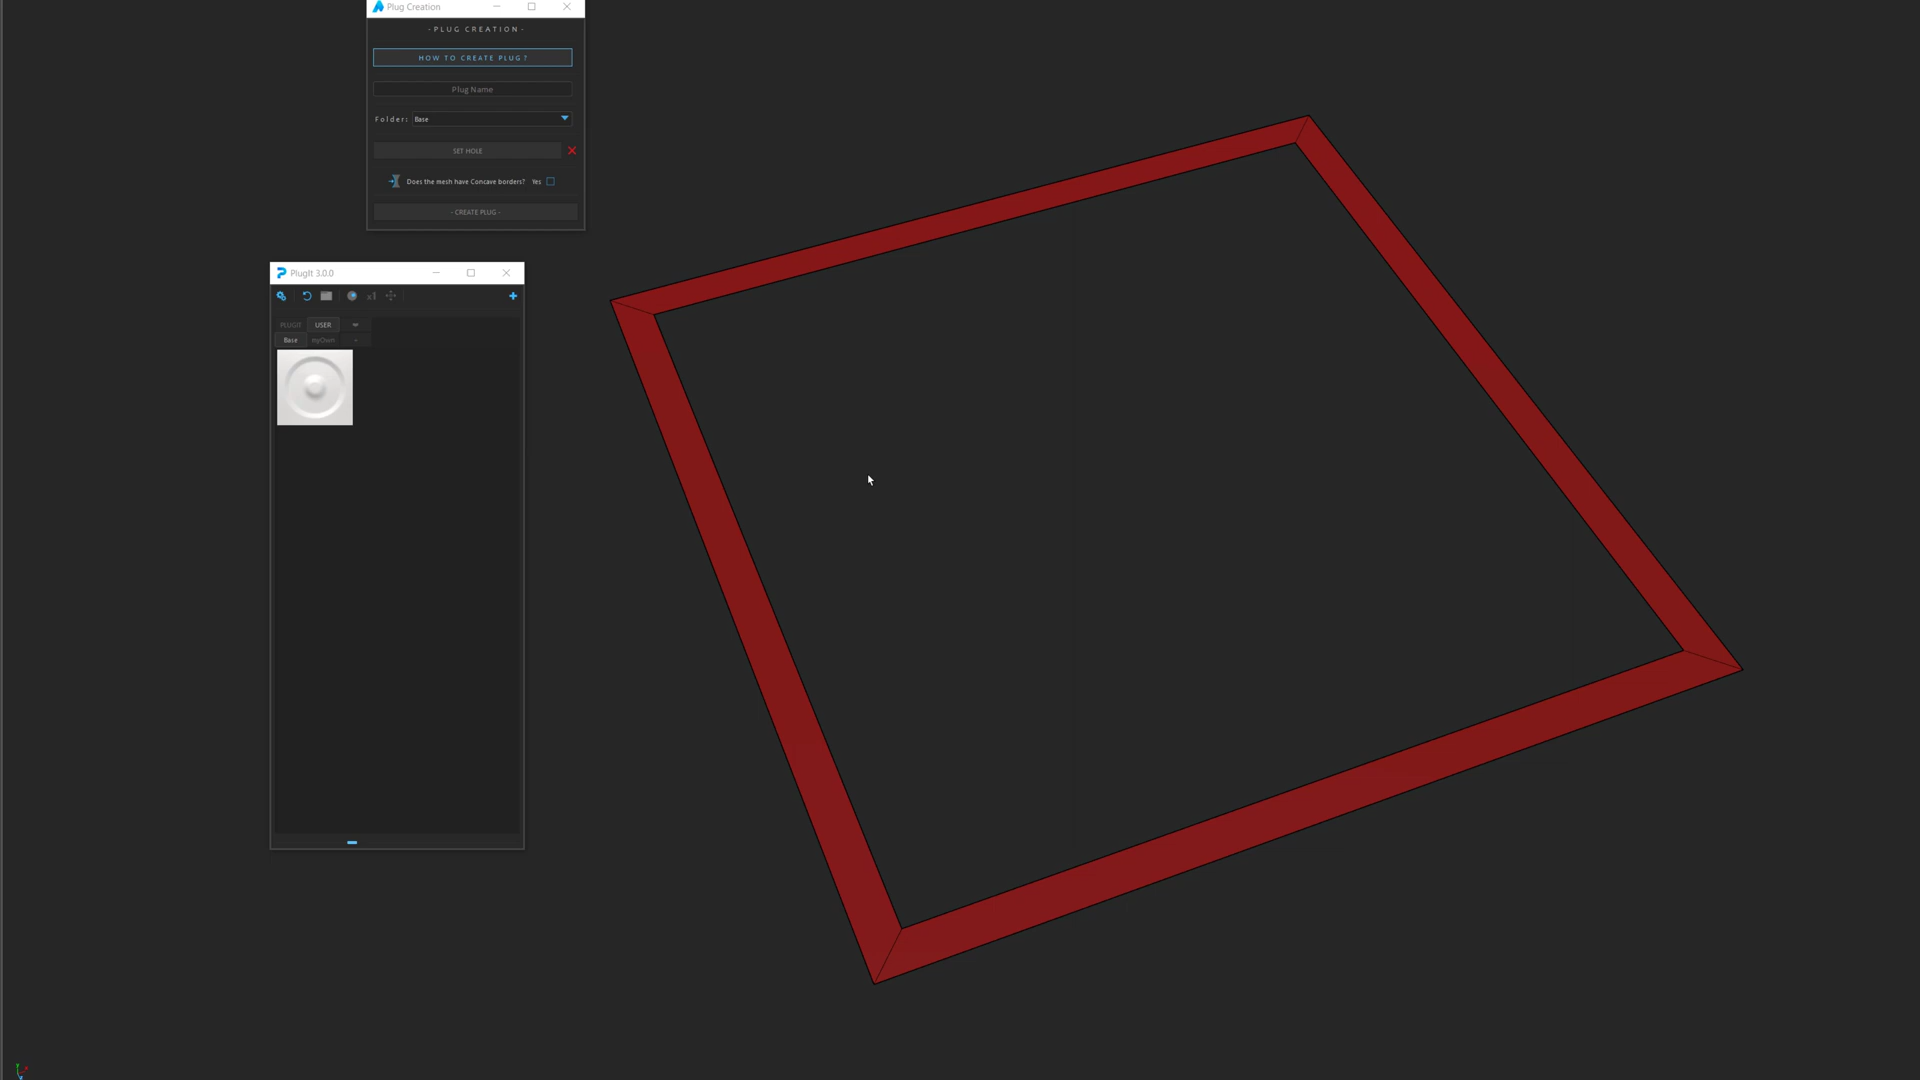 Plug Creation
- PLUG CREATION -
HOW TO CREATE PLUG ?
Plug Name
Folder: Base
SET HOLE
Does the mesh have Concave borders? Yes
- CREATE PLUG -
PlugIt 3.0.0
x1
PLUGIT USER
Base myOwn -